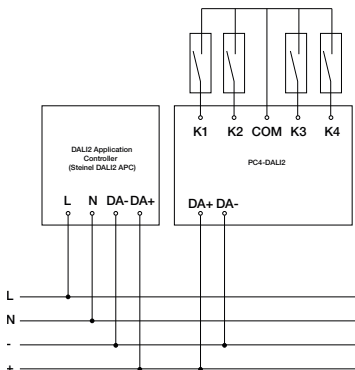 K1 K2 COM K3 K4
DALI2 Application
Controller
(Steinel DALI2 APC)
PC4-DALI2
L N DA- DA+
DA+ DA-
L
N
-
+